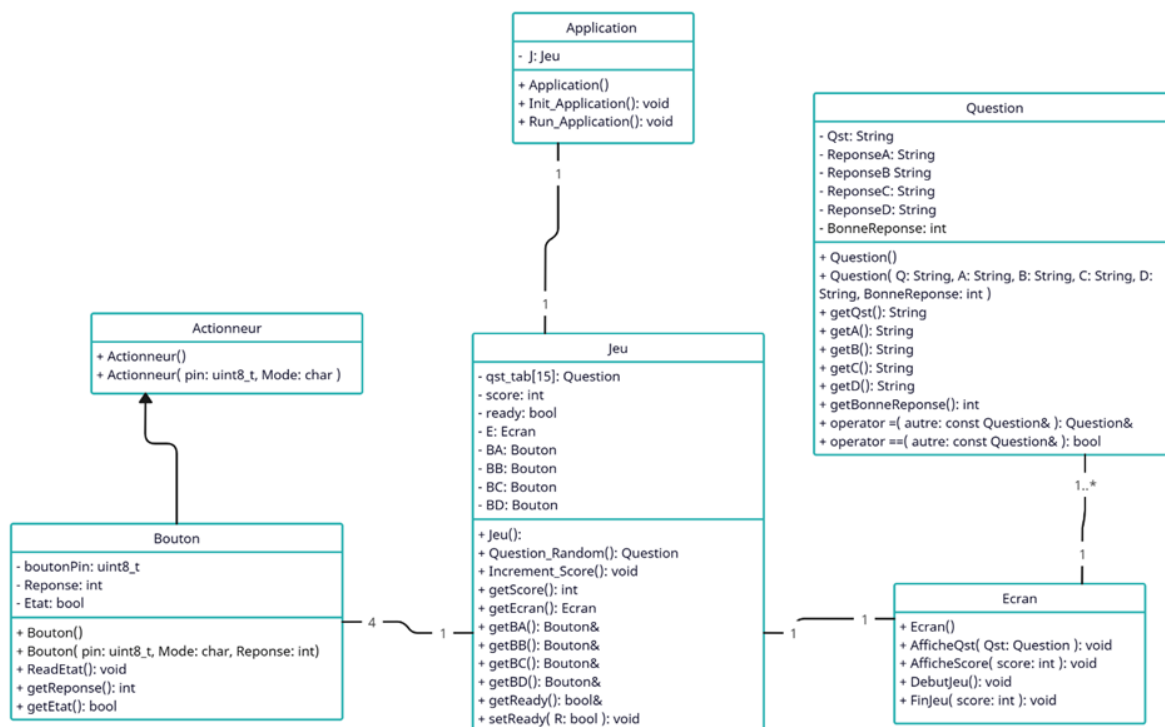 Application
- J: Jeu
+ Application()
+ Init_Application(): void
+ Run_Application(): void
1
1
Question
- Qst: String
- ReponseA: String
- ReponseB String
- ReponseC: String
- ReponseD: String
- BonneReponse: int
+ Question()
+ Question( Q: String, A: String, B: String, C: String, D:
String, BonneReponse: int )
+ getQst(): String
+ getA(): String
+ getB(): String
+ getC(): String
+ getD(): String
+ getBonneReponse(): int
+ operator =( autre: const Question& ): Question&
+ operator ==( autre: const Question& ): bool
1..*
1
Actionneur
+ Actionneur()
+ Actionneur( pin: uint8_t, Mode: char )
Jeu
- qst_tab[15]: Question
- score: int
- ready: bool
- E: Ecran
- BA: Bouton
- BB: Bouton
- BC: Bouton
- BD: Bouton
+ Jeu():
+ Question_Random(): Question
+ Increment_Score(): void
+ getScore(): int
+ getEcran(): Ecran
+ getBA(): Bouton&
+ getBB(): Bouton&
+ getBC(): Bouton&
+ getBD(): Bouton&
+ getReady(): bool&
+ setReady( R: bool ): void
Bouton
- boutonPin: uint8_t
- Reponse: int
- Etat: bool
+ Bouton()
+ Bouton( pin: uint8_t, Mode: char, Reponse: int)
+ ReadEtat(): void
+ getReponse(): int
+ getEtat(): bool
4
1
1
1
Ecran
+ Ecran()
+ AfficheQst( Qst: Question ): void
+ AfficheScore( score: int ): void
+ DebutJeu(): void
+ FinJeu( score: int ): void